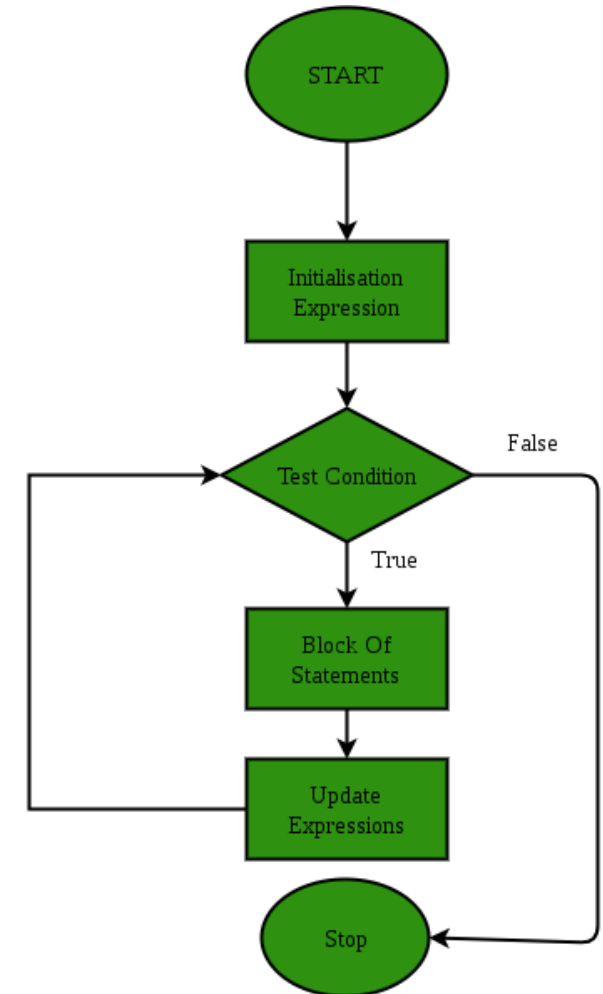 START
Initialisation
Expression
Test Condition
False
True
Block Of
Statements
Update
Expressions
Stop